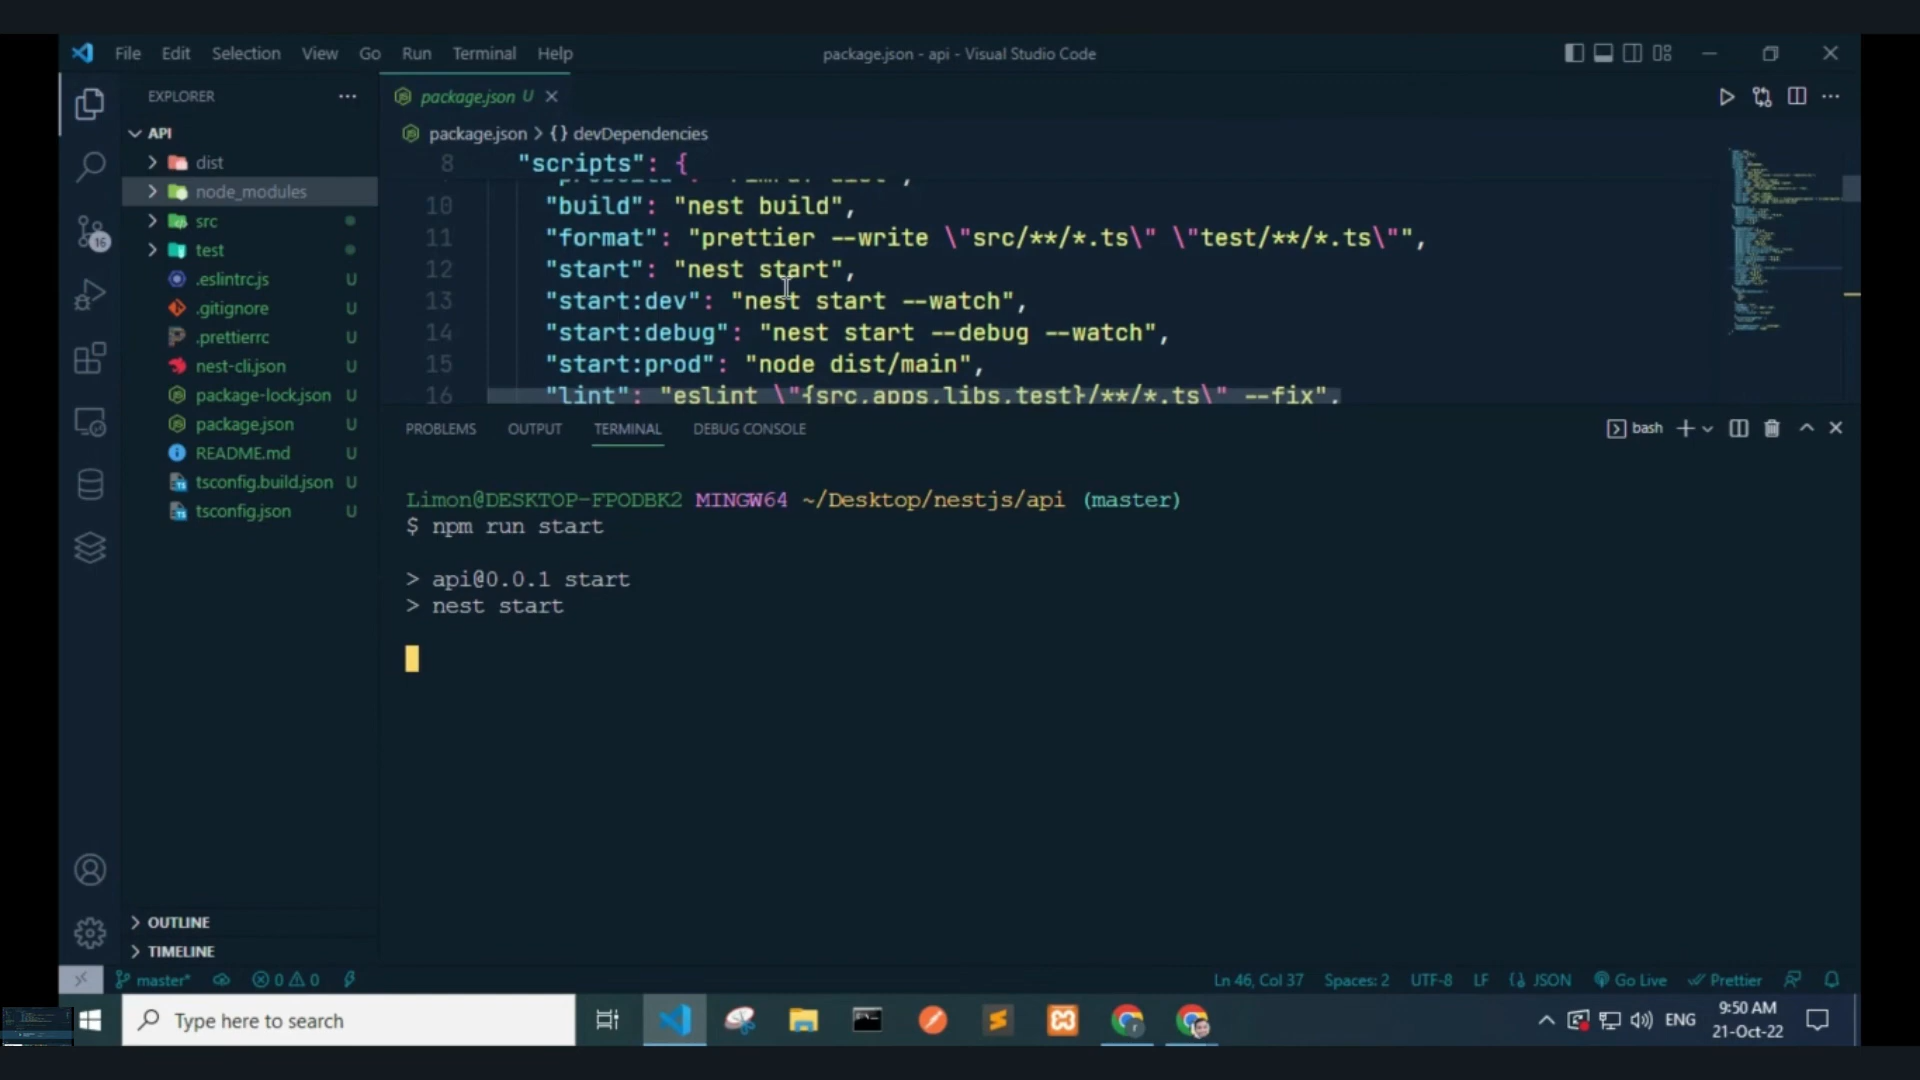 File Edit Selection View Go Run Terminal Help
package.json - api - Visual Studio Code
EXPLORER
API
dist
node_modules
src
test
.eslintrc.js U
.gitignore U
.prettierrc U
nest-cli.json U
package-lock.json U
package.json U
README.md U
tsconfig.build.json U
tsconfig.json U
OUTLINE
TIMELINE
16
package.json U
package.json > {} devDependencies
8 "scripts": {
10 "build": "nest build",
11 "format": "prettier --write \"src/**/*.ts\" \"test/**/*.ts\"",
12 "start": "nest start",
13 "start:dev": "nest start --watch",
14 "start:debug": "nest start --debug --watch",
15 "start:prod": "node dist/main",
16 "lint": "eslint \"{src,apps,libs,test}/**/*.ts\" --fix",
PROBLEMS OUTPUT TERMINAL DEBUG CONSOLE
bash
Limon@DESKTOP-FPODBK2 MINGW64 ~/Desktop/nestjs/api (master)
$ npm run start
> api@0.0.1 start
> nest start
master* 0 0
Ln 46, Col 37 Spaces: 2 UTF-8 LF {} JSON Go Live Prettier
Type here to search
ENG
9:50 AM
21-Oct-22